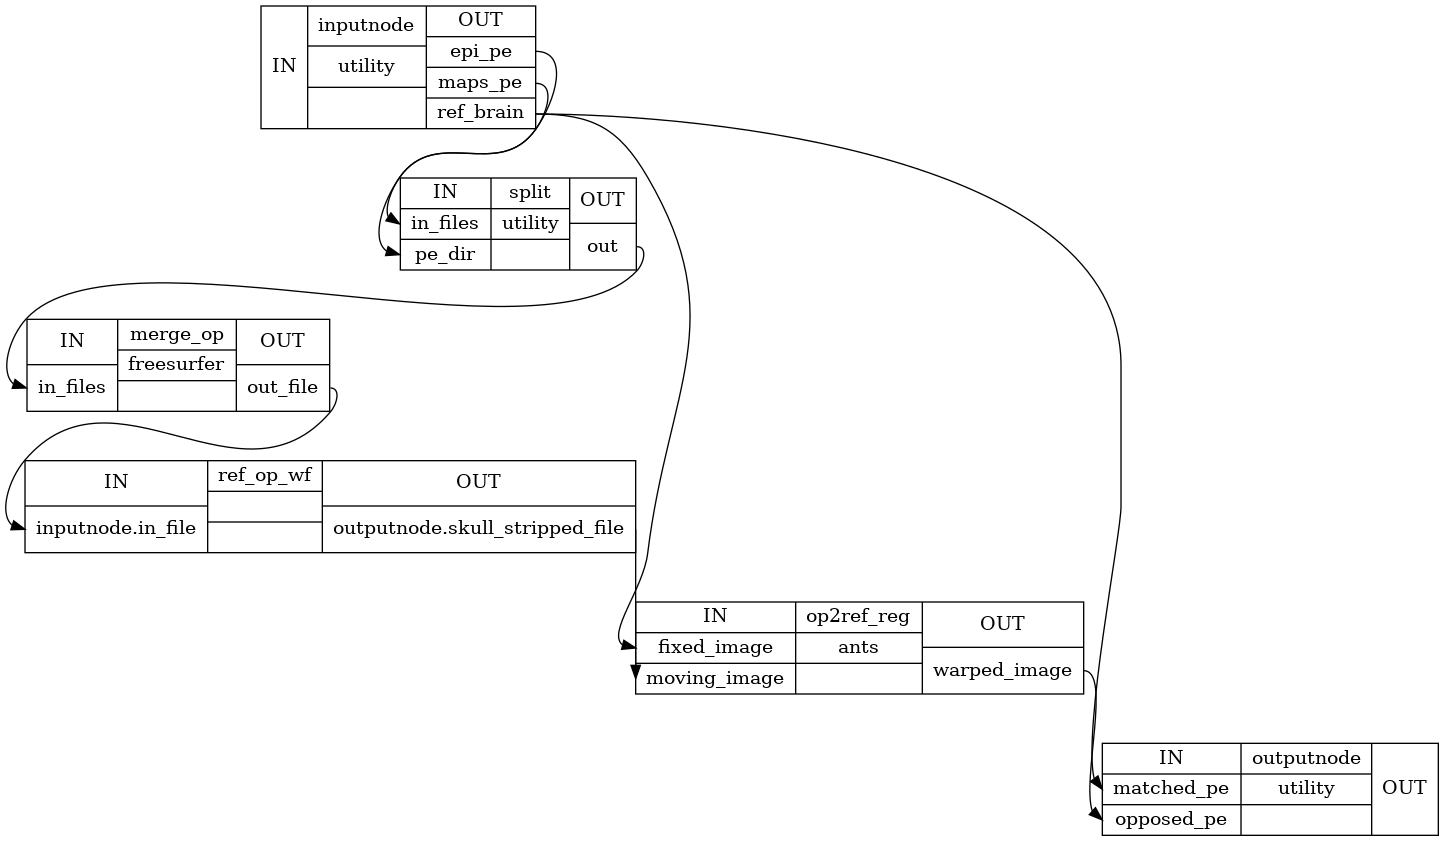 IN
inputnode
utility
OUT
epi_pe
maps_pe
ref_brain
IN
in_files
pe_dir
split
utility
OUT
out
IN
in_files
merge_op
freesurfer
OUT
out_file
IN
inputnode.in_file
ref_op_wf
OUT
outputnode.skull_stripped_file
IN
fixed_image
moving_image
op2ref_reg
ants
OUT
warped_image
IN
matched_pe
opposed_pe
outputnode
utility
OUT